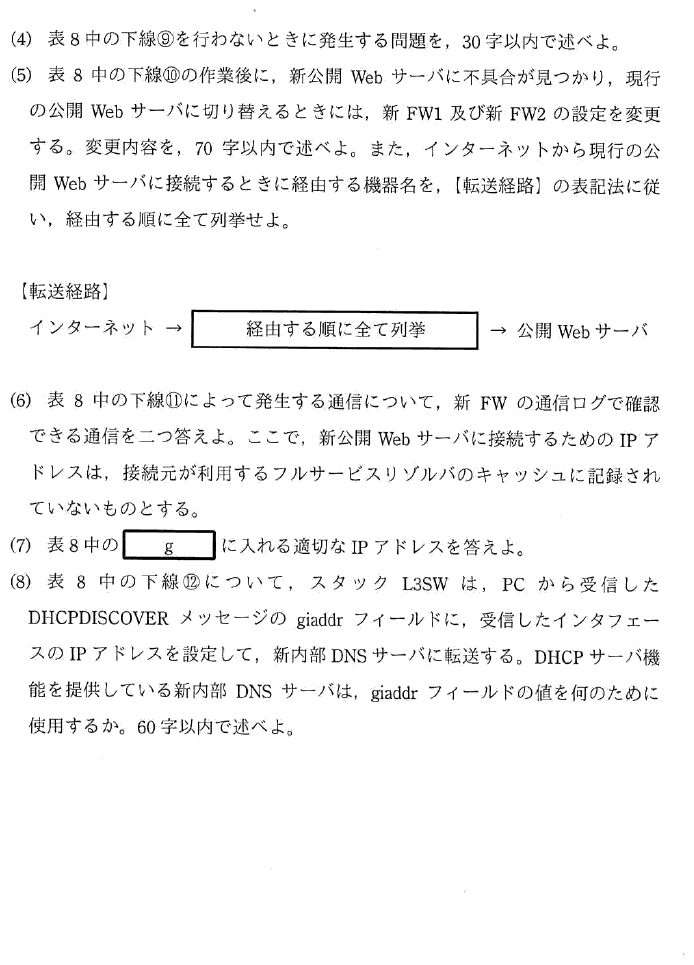 (4) 表8中の下線⑨を行わないときに発生する問題を，30字以内で述べよ。
(5) 表 8 中の下線⑩の作業後に，新公開 Web サーバに不具合が見つかり，現行
の公開 Web サーバに切り替えるときには，新 FW1 及び新 FW2 の設定を変更
する。変更内容を，70 字以内で述べよ。また，インターネットから現行の公
開 Web サーバに接続するときに経由する機器名を，【転送経路】の表記法に従
い，経由する順に全て列挙せよ。
【転送経路】
インターネット → 経由する順に全て列挙 → 公開 Web サーバ
(6) 表 8 中の下線⑪によって発生する通信について，新 FW の通信ログで確認
できる通信を二つ答えよ。ここで，新公開 Web サーバに接続するための IP ア
ドレスは，接続元が利用するフルサービスリゾルバのキャッシュに記録され
ていないものとする。
(7) 表8中の g に入れる適切な IP アドレスを答えよ。
(8) 表 8 中の下線⑫について，スタック L3SW は，PC から受信した
DHCPDISCOVER メッセージの giaddr フィールドに，受信したインタフェー
スの IP アドレスを設定して，新内部 DNS サーバに転送する。DHCP サーバ機
能を提供している新内部 DNS サーバは，giaddr フィールドの値を何のために
使用するか。60 字以内で述べよ。